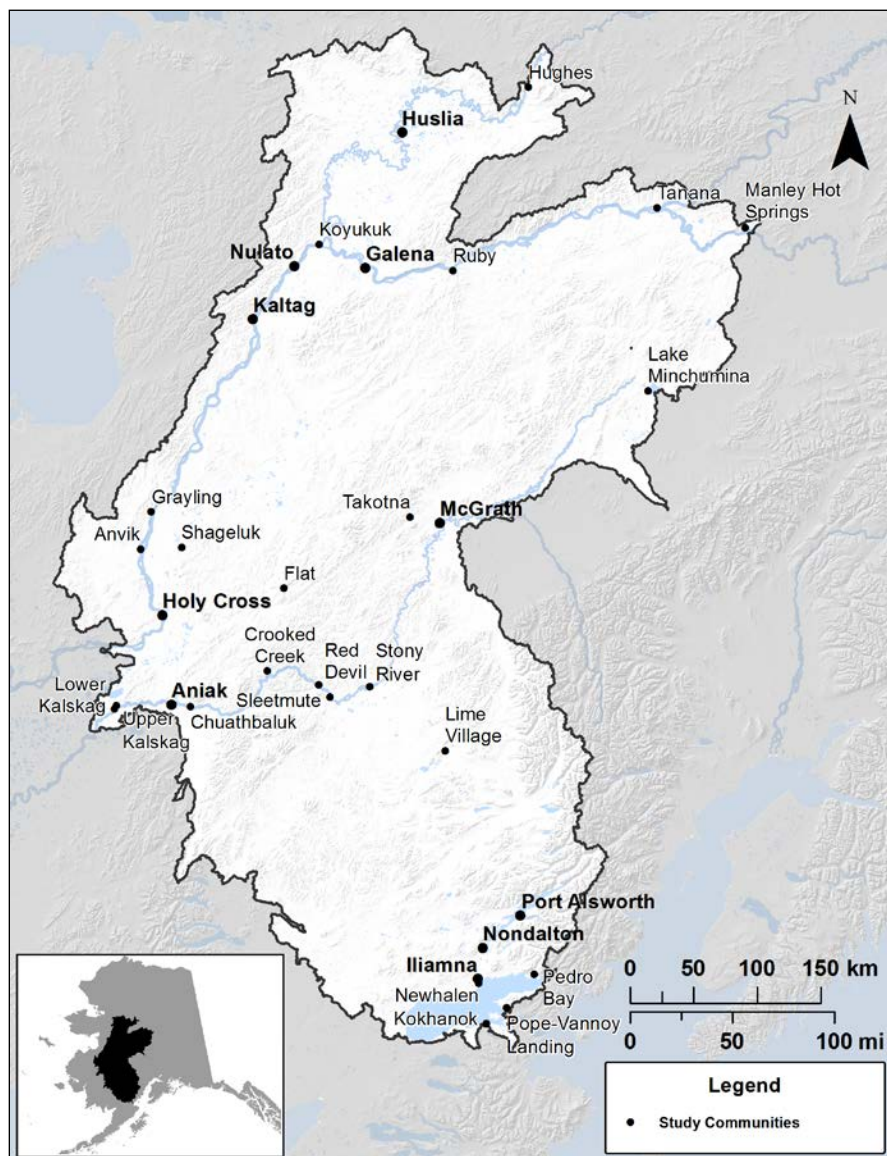 Hughes
Huslia
N
Tanana
Manley Hot
Springs
Koyukuk
Nulato
Galena
Ruby
Kaltag
Lake
Minchumina
Grayling
Takotna
McGrath
Anvik
Shageluk
Flat
Holy Cross
Crooked
Creek
Red
Devil
Stony
River
Lower
Kalskag
Aniak
Sleetmute
Upper
Kalskag
Chuathbaluk
Lime
Village
Port Alsworth
Nondalton
Iliamna
Pedro
Bay
Newhalen
Kokhanok
Pope-Vannoy
Landing
0 50 100 150 km
0 50 100 mi
Legend
Study Communities